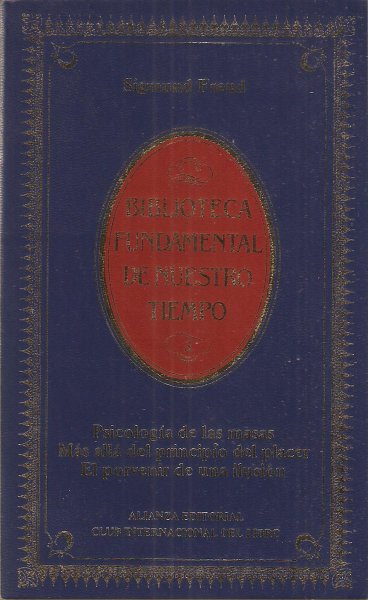 Sigmund Freud
BIBLIOTECA
FUNDAMENTAL
DE NUESTRO
TIEMPO
Psicología de las masas
Más allá del principio del placer
El porvenir de una ilusión
ALIANZA EDITORIAL
CLUB INTERNACIONAL DEL LIBRO